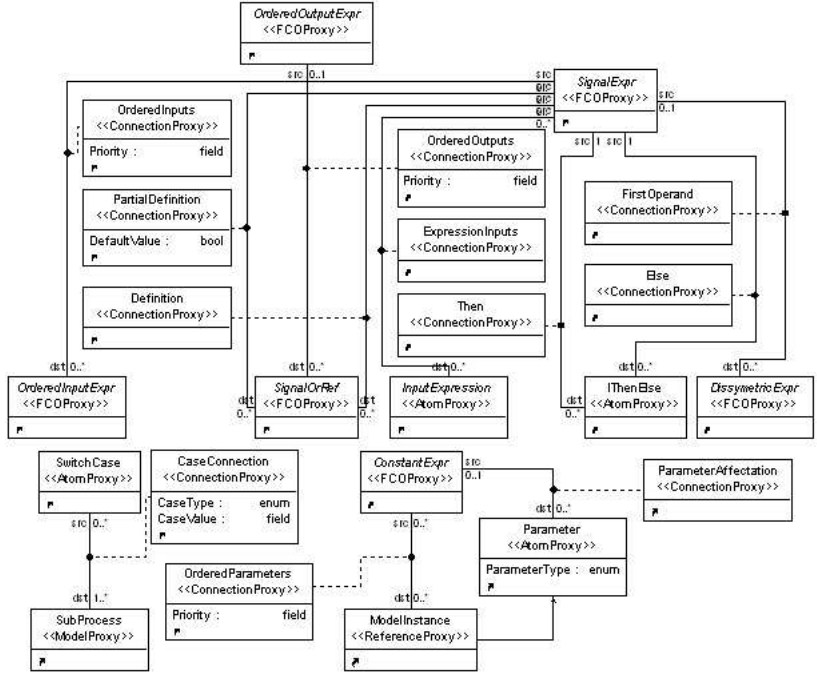 OrderedOutputExpr
<<FCOProxy>>
src 0..1
src
src
src
0..*
SignalExpr
<<FCOProxy>>
src
0..1
src 1
src 1
OrderedInputs
<<ConnectionProxy>>
Priority : field
OrderedOutputs
<<ConnectionProxy>>
Priority : field
PartialDefinition
<<ConnectionProxy>>
DefaultValue : bool
FirstOperand
<<ConnectionProxy>>
ExpressionInputs
<<ConnectionProxy>>
Definition
<<ConnectionProxy>>
Else
<<ConnectionProxy>>
Then
<<ConnectionProxy>>
dst 0..*
dst 0..*
dst 0..*
dst 0..*
dst 0..*
OrderedInputExpr
<<FCOProxy>>
dst
0..*
SignalOrRef
<<FCOProxy>>
dst
0..*
InputExpression
<<AtomProxy>>
dst
0..*
IfThenElse
<<AtomProxy>>
DissymetricExpr
<<FCOProxy>>
SwitchCase
<<AtomProxy>>
src 0..*
CaseConnection
<<ConnectionProxy>>
CaseType : enum
CaseValue : field
ConstantExpr
<<FCOProxy>>
src
0..1
src 0..*
ParameterAffectation
<<ConnectionProxy>>
dst 0..*
Parameter
<<AtomProxy>>
ParameterType : enum
OrderedParameters
<<ConnectionProxy>>
Priority : field
dst 1..*
SubProcess
<<ModelProxy>>
dst 0..*
ModelInstance
<<ReferenceProxy>>